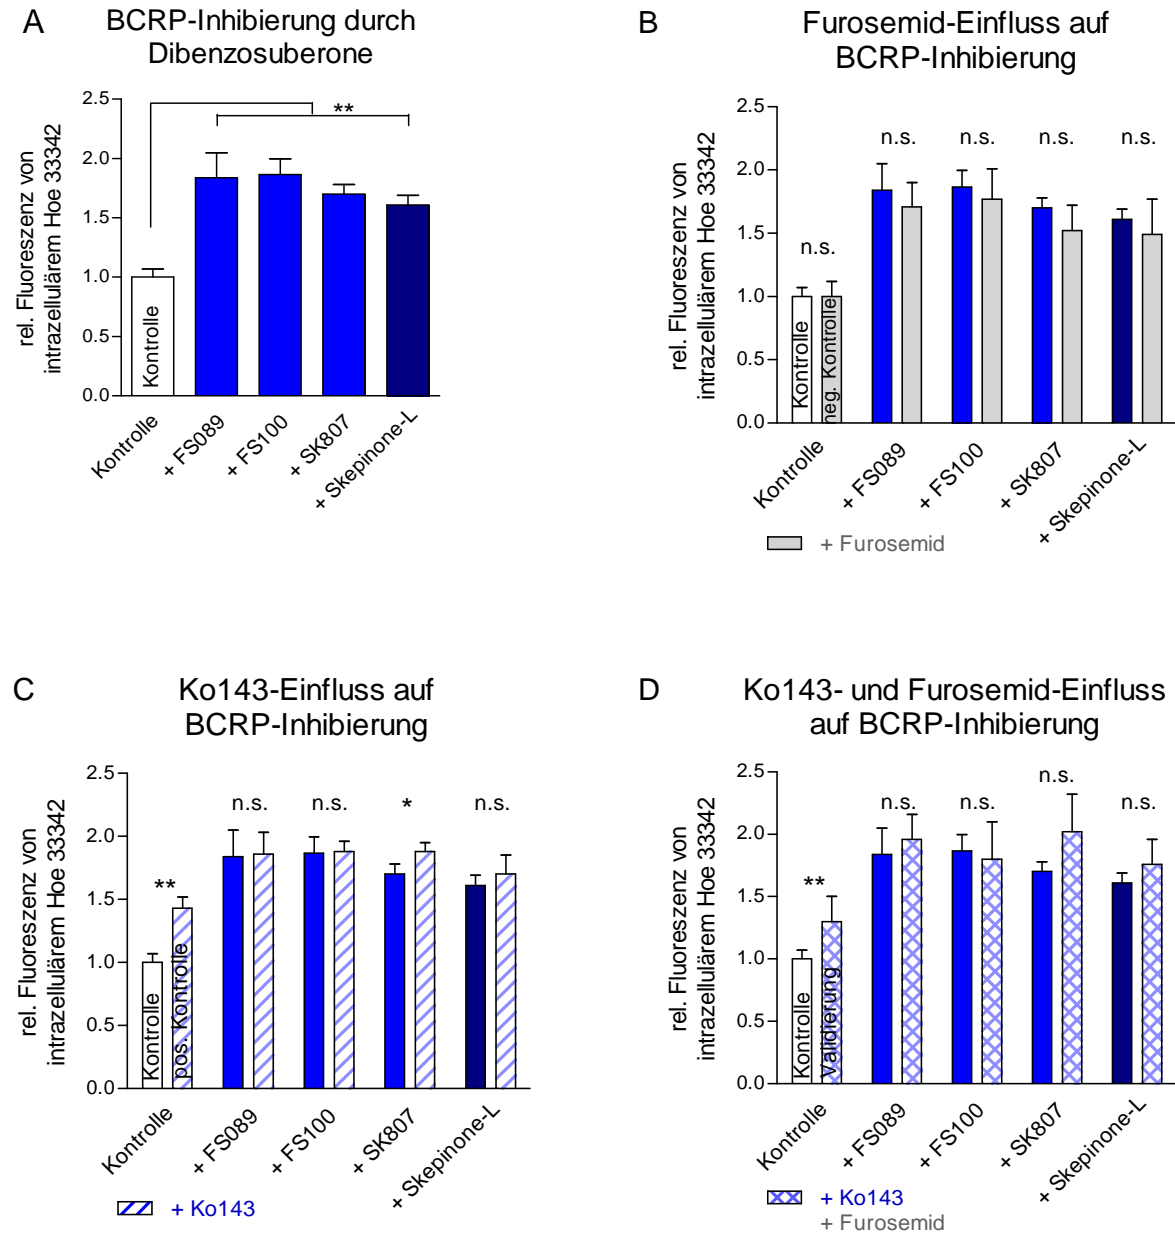 A
BCRP-Inhibierung durch
Dibenzosuberone
rel. Fluoreszenz von
intrazellulärem Hoe 33342
2.5
2.0
1.5
1.0
0.5
0.0
**
Kontrolle
Kontrolle
+ FS089
+ FS100
+ SK807
+ Skepinone-L
B
Furosemid-Einfluss auf
BCRP-Inhibierung
rel. Fluoreszenz von
intrazellulärem Hoe 33342
2.5
2.0
1.5
1.0
0.5
0.0
n.s.
n.s.
n.s.
n.s.
n.s.
Kontrolle
neg. Kontrolle
Kontrolle
+ FS089
+ FS100
+ SK807
+ Skepinone-L
+ Furosemid
C
Ko143-Einfluss auf
BCRP-Inhibierung
rel. Fluoreszenz von
intrazellulärem Hoe 33342
2.5
2.0
1.5
1.0
0.5
0.0
**
n.s.
n.s.
*
n.s.
Kontrolle
pos. Kontrolle
Kontrolle
+ FS089
+ FS100
+ SK807
+ Skepinone-L
+ Ko143
D
Ko143- und Furosemid-Einfluss
auf BCRP-Inhibierung
rel. Fluoreszenz von
intrazellulärem Hoe 33342
2.5
2.0
1.5
1.0
0.5
0.0
**
n.s.
n.s.
n.s.
n.s.
Kontrolle
Validierung
Kontrolle
+ FS089
+ FS100
+ SK807
+ Skepinone-L
+ Ko143
+ Furosemid